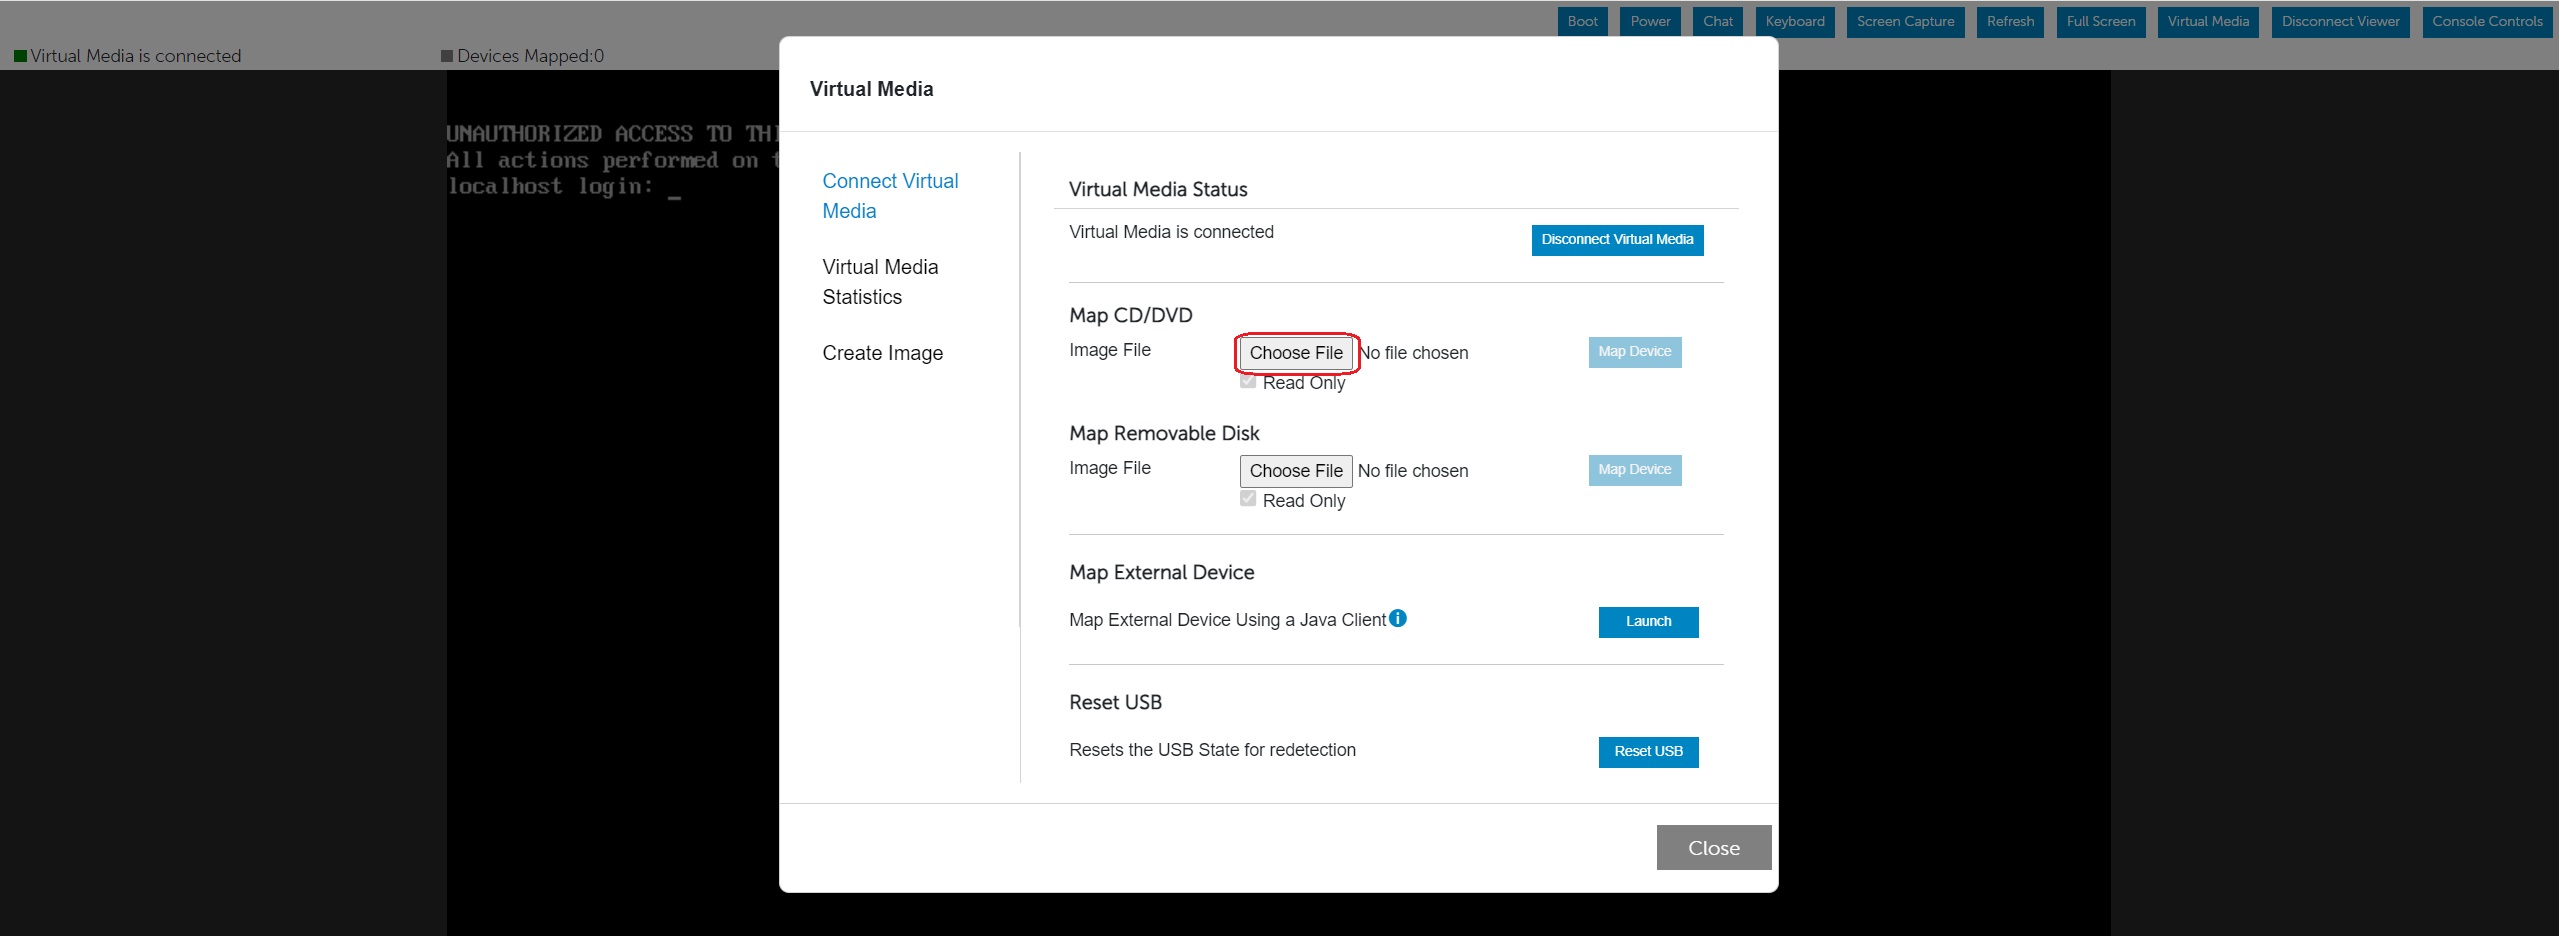 Boot Power Chat Keyboard Screen Capture Refresh Full Screen Virtual Media Disconnect Viewer Console Controls
Virtual Media is connected Devices Mapped:0
UNAUTHORIZED ACCESS TO THI
All actions performed on t
localhost login: _
Virtual Media
Connect Virtual
Media
Virtual Media
Statistics
Create Image
Virtual Media Status
Virtual Media is connected Disconnect Virtual Media
Map CD/DVD
Image File Choose File No file chosen Map Device
Read Only
Map Removable Disk
Image File Choose File No file chosen Map Device
Read Only
Map External Device
Map External Device Using a Java Client i Launch
Reset USB
Resets the USB State for redetection Reset USB
Close